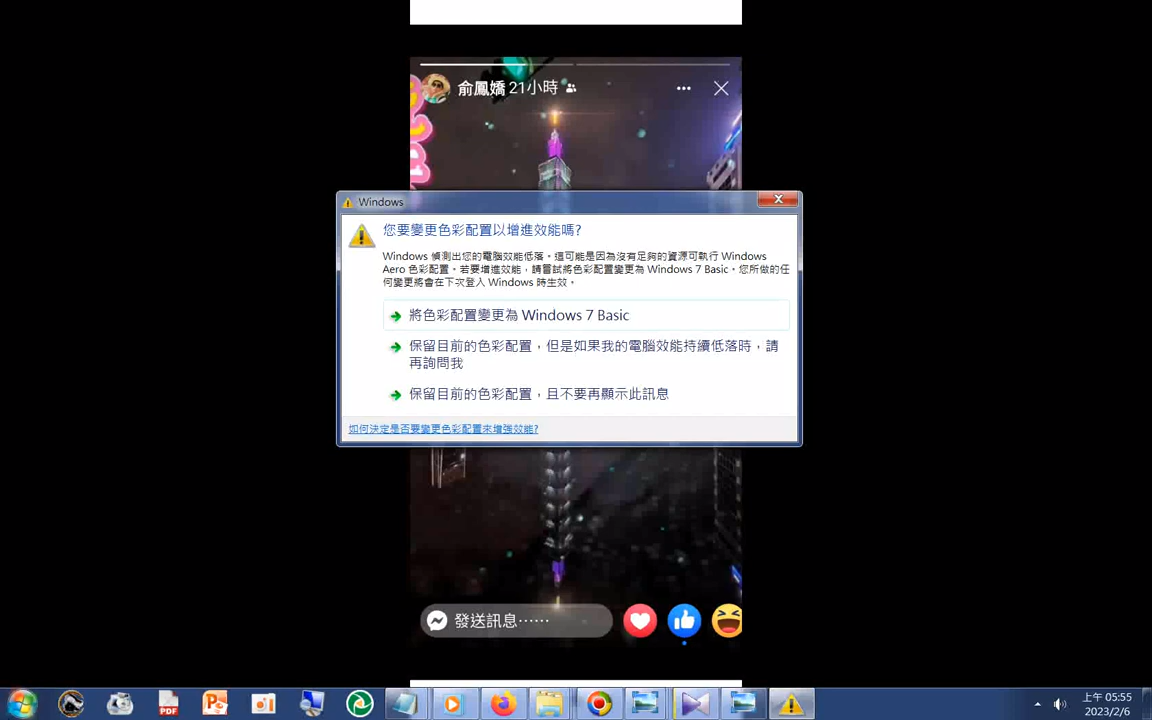 俞鳳嬌 21小時
Windows
您要變更色彩配置以增進效能嗎?
Windows 偵測出您的電腦效能低落。這可能是因為沒有足夠的資源可執行 Windows
Aero 色彩配置。若要增進效能，請嘗試將色彩配置變更為 Windows 7 Basic。您所做的任
何變更將會在下次登入 Windows 時生效。
將色彩配置變更為 Windows 7 Basic
保留目前的色彩配置，但是如果我的電腦效能持續低落時，請
再詢問我
保留目前的色彩配置，且不要再顯示此訊息
如何決定是否要變更色彩配置來增強效能?
發送訊息……
PDF
上午 05:55
2023/2/6